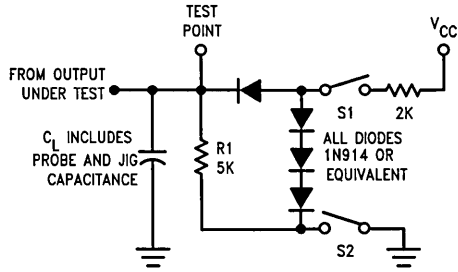 TEST
POINT
VCC
FROM OUTPUT
UNDER TEST
S1
2K
CL INCLUDES
PROBE AND JIG
CAPACITANCE
R1
5K
ALL DIODES
1N914 OR
EQUIVALENT
S2